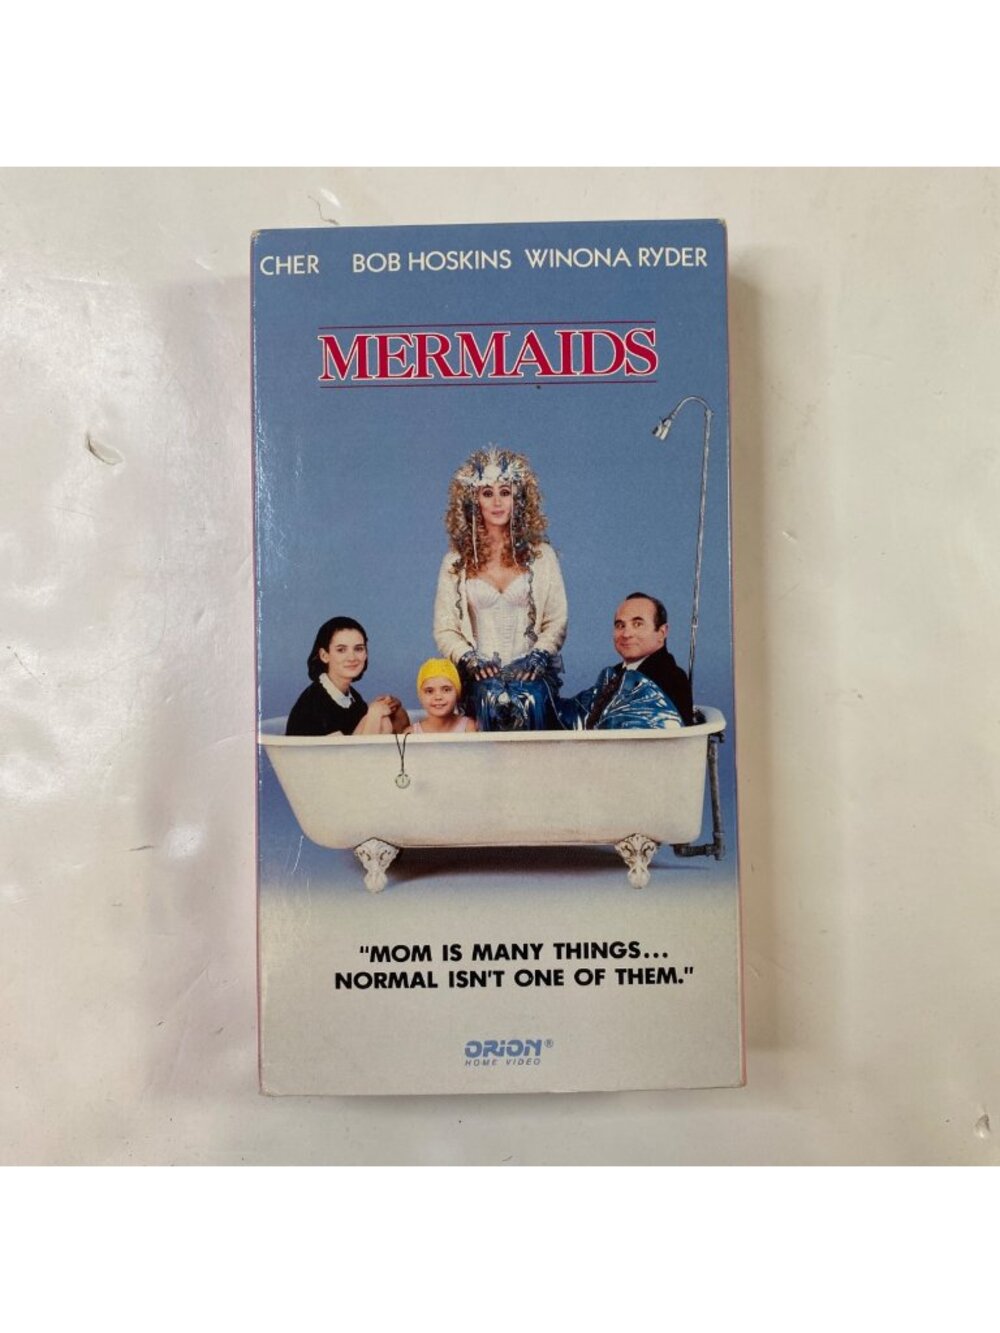 CHER BOB HOSKINS WINONA RYDER
MERMAIDS
"MOM IS MANY THINGS...
NORMAL ISN'T ONE OF THEM."
ORION®
HOME VIDEO